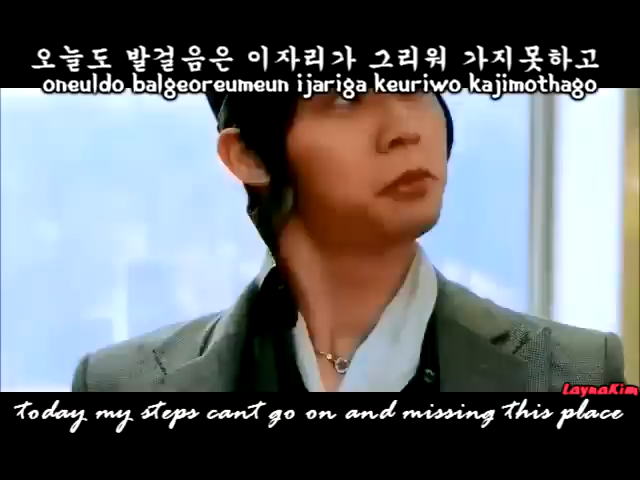 오늘도 발걸음은 이자리가 그리워 가지못하고
oneuldo balgeoreumeun ijariga keuriwo kajimothago
LaynaKim
today my steps cant go on and missing this place